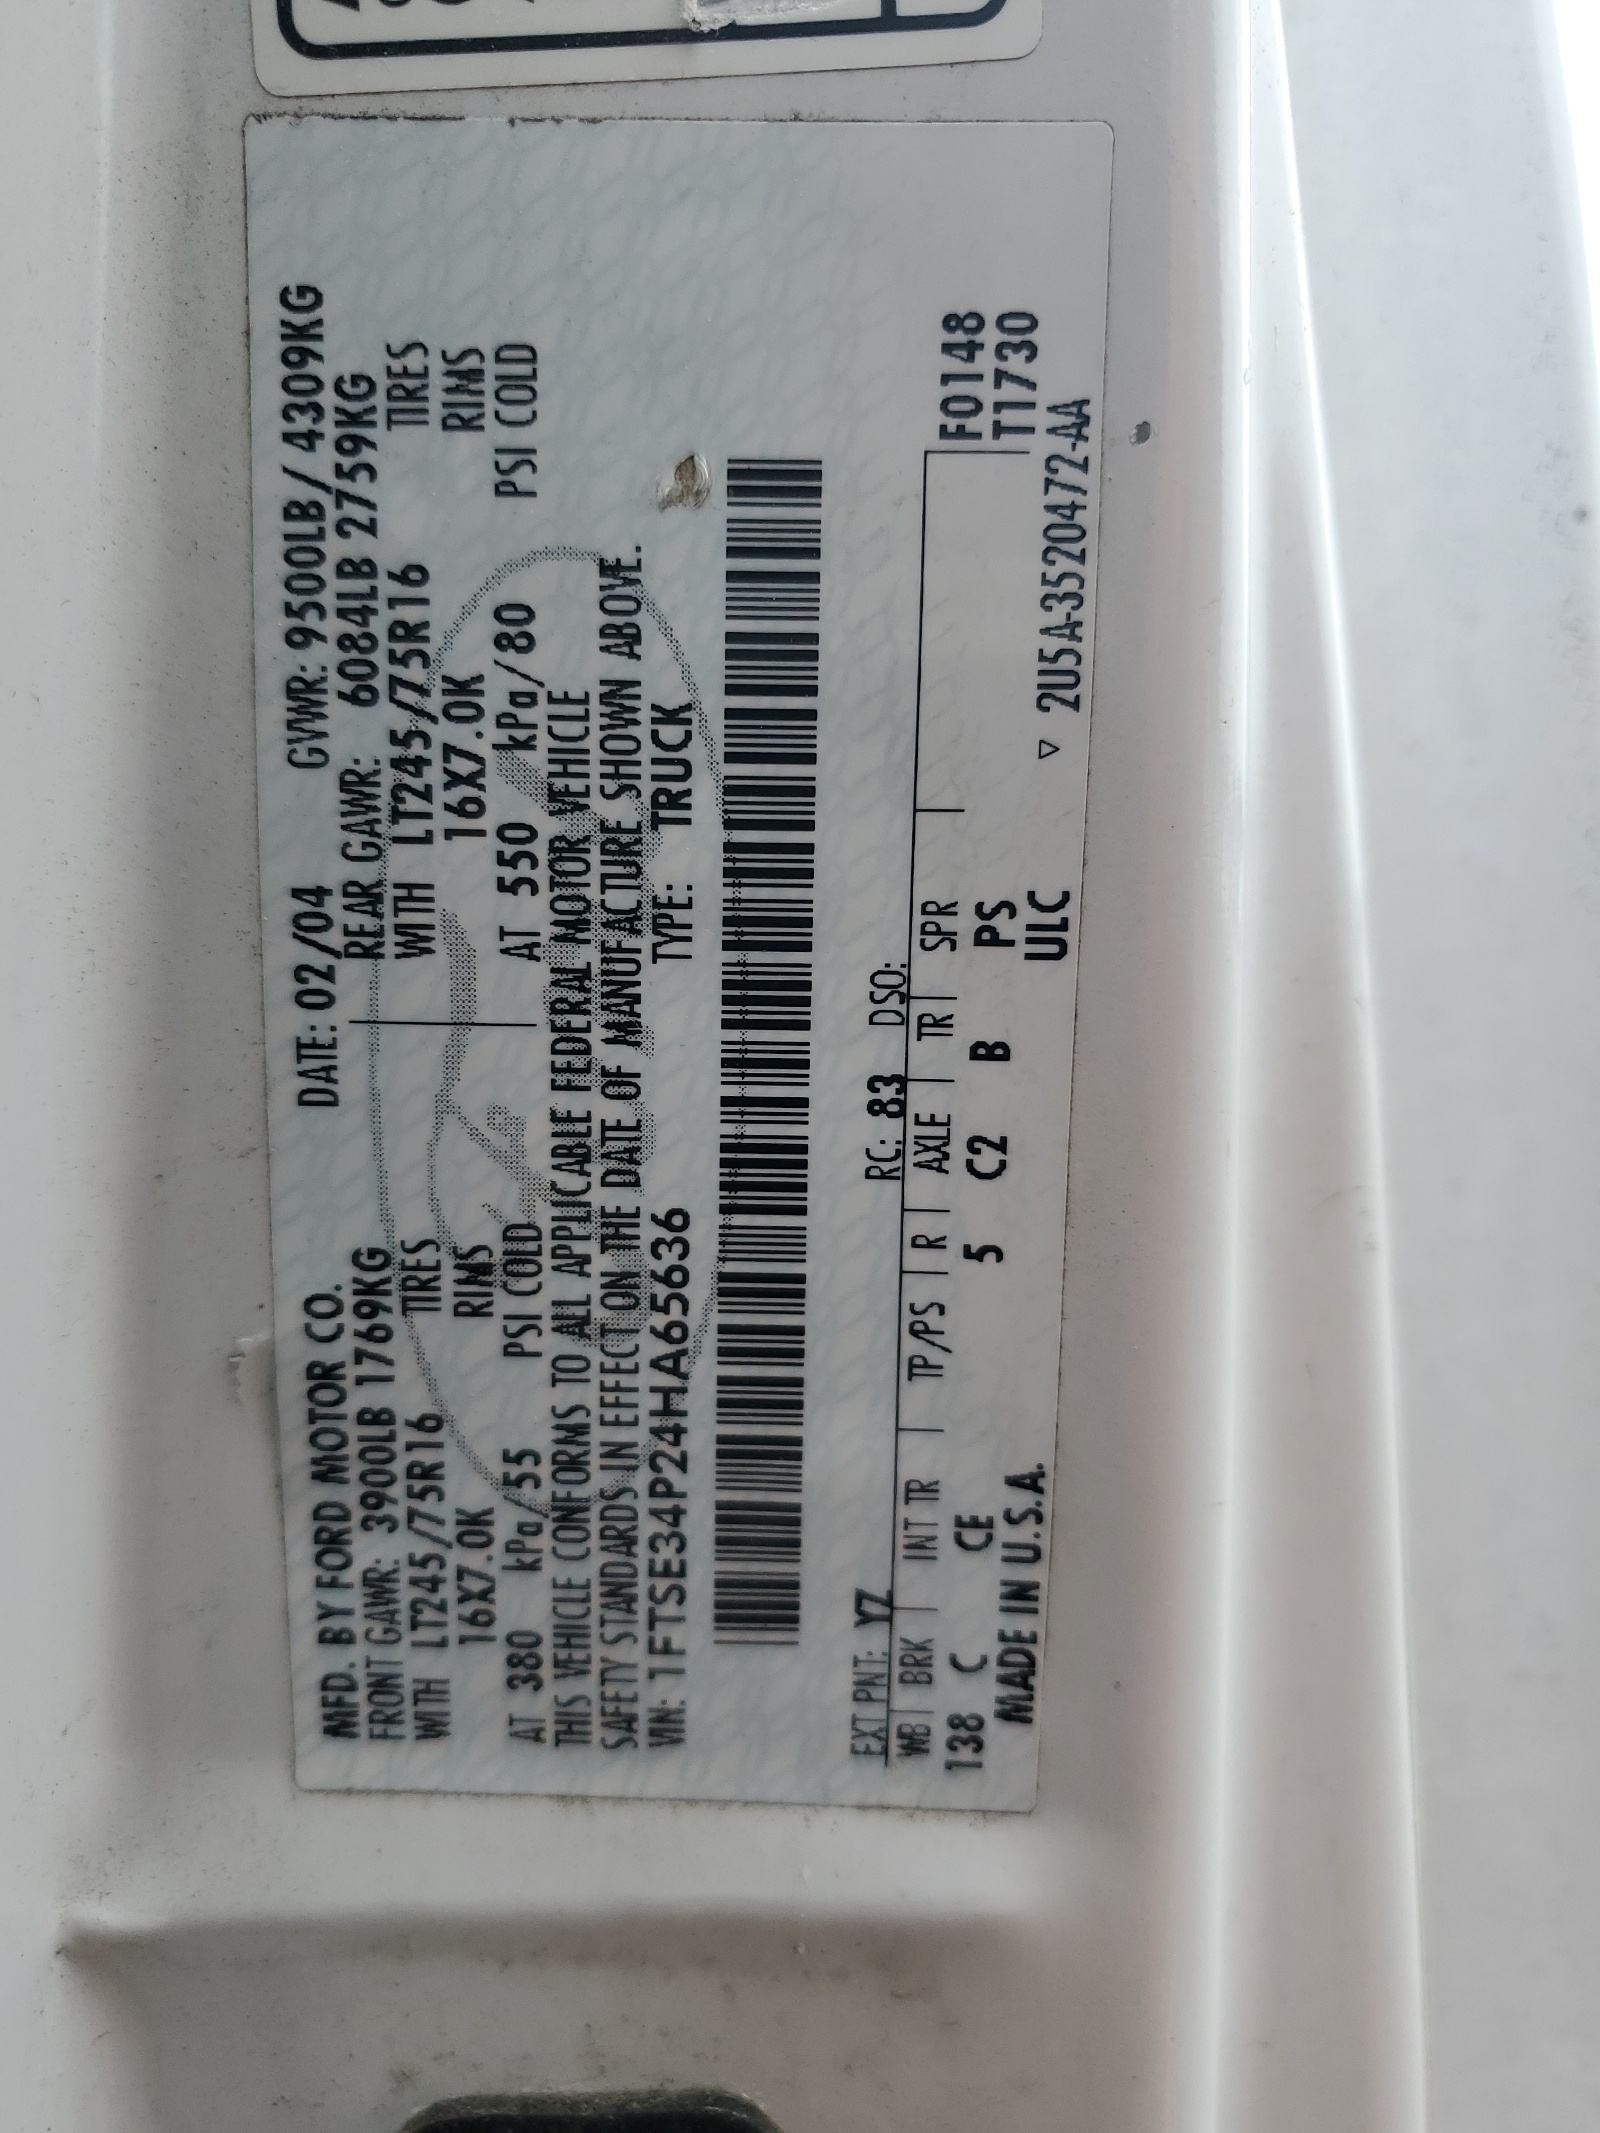 MFD. BY FORD MOTOR CO. DATE: 02/04 GVWR: 9500LB/4309KG
FRONT GAWR: 3900LB 1769KG REAR GAWR: 6084LB 2759KG
WITH LT245/75R16 TIRES WITH LT245/75R16 TIRES
16X7.0K RIMS 16X7.0K RIMS
AT 380 kPa/55 PSI COLD AT 550 kPa/80 PSI COLD
THIS VEHICLE CONFORMS TO ALL APPLICABLE FEDERAL MOTOR VEHICLE
SAFETY STANDARDS IN EFFECT ON THE DATE OF MANUFACTURE SHOWN ABOVE.
VIN: 1FTSE34P24HA65636 TYPE: TRUCK
EXT PNT: YZ RC: 83 DSO:
WB BRK INT TR TP/PS R AXLE TR SPR F0148
138 C CE 5 5 C2 B PS T1730
MADE IN U.S.A. ULC
▽ 2U5A-3520472-AA